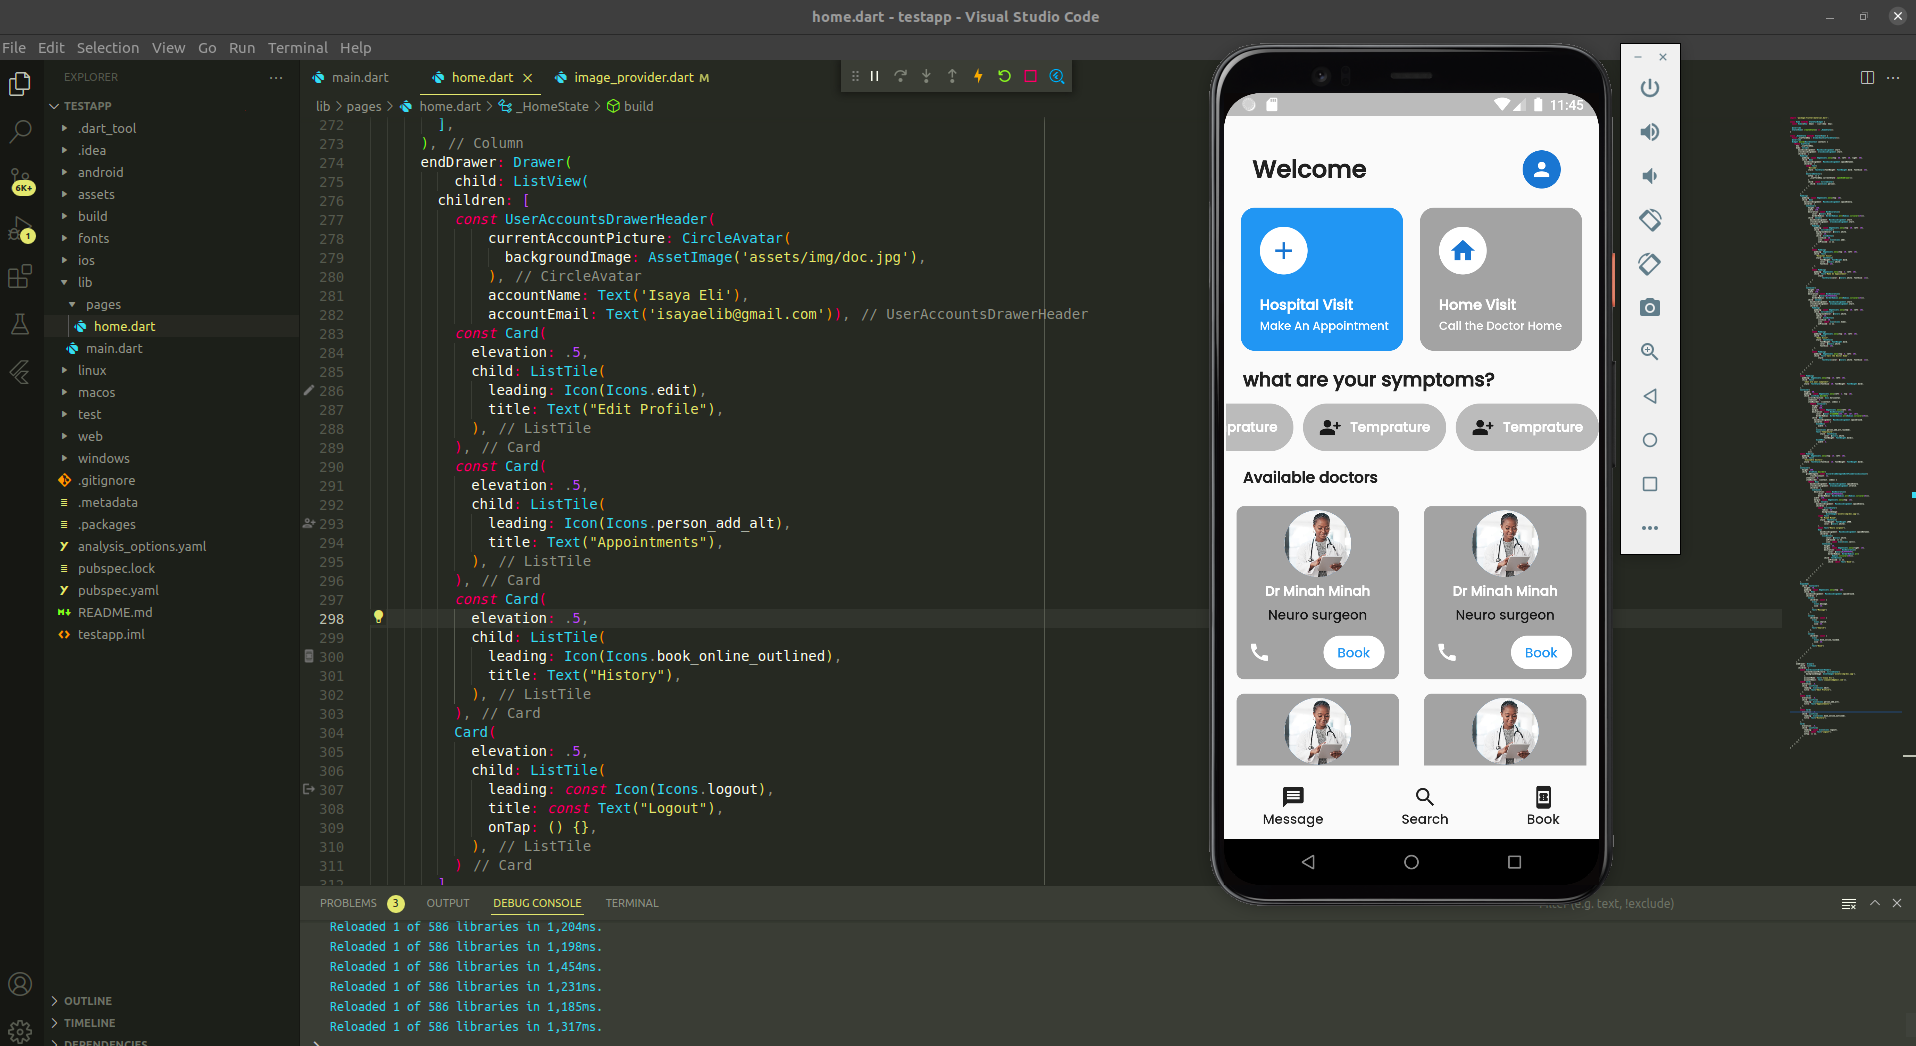 home.dart - testapp - Visual Studio Code
File Edit Selection View Go Run Terminal Help
EXPLORER
TESTAPP
.dart_tool
.idea
android
assets
build
fonts
ios
lib
pages
home.dart
main.dart
linux
macos
test
web
windows
.gitignore
.metadata
.packages
analysis_options.yaml
pubspec.lock
pubspec.yaml
README.md
testapp.iml
OUTLINE
TIMELINE
DEPENDENCIES
6K+
1
main.dart home.dart image_provider.dart M
lib > pages > home.dart > _HomeState > build
272 ],
273 ), // Column
274 endDrawer: Drawer(
275 child: ListView(
276 children: [
277 const UserAccountsDrawerHeader(
278 currentAccountPicture: CircleAvatar(
279 backgroundImage: AssetImage('assets/img/doc.jpg'),
280 ), // CircleAvatar
281 accountName: Text('Isaya Eli'),
282 accountEmail: Text('isayaelib@gmail.com')), // UserAccountsDrawerHeader
283 const Card(
284 elevation: .5,
285 child: ListTile(
286 leading: Icon(Icons.edit),
287 title: Text("Edit Profile"),
288 ), // ListTile
289 ), // Card
290 const Card(
291 elevation: .5,
292 child: ListTile(
293 leading: Icon(Icons.person_add_alt),
294 title: Text("Appointments"),
295 ), // ListTile
296 ), // Card
297 const Card(
298 elevation: .5,
299 child: ListTile(
300 leading: Icon(Icons.book_online_outlined),
301 title: Text("History"),
302 ), // ListTile
303 ), // Card
304 Card(
305 elevation: .5,
306 child: ListTile(
307 leading: const Icon(Icons.logout),
308 title: const Text("Logout"),
309 onTap: () {},
310 ), // ListTile
311 ) // Card
312 ]
PROBLEMS 3 OUTPUT DEBUG CONSOLE TERMINAL
(e.g. text, !exclude)
Reloaded 1 of 586 libraries in 1,204ms.
Reloaded 1 of 586 libraries in 1,198ms.
Reloaded 1 of 586 libraries in 1,454ms.
Reloaded 1 of 586 libraries in 1,231ms.
Reloaded 1 of 586 libraries in 1,185ms.
Reloaded 1 of 586 libraries in 1,317ms.
11:45
Welcome
Hospital Visit
Make An Appointment
Home Visit
Call the Doctor Home
what are your symptoms?
prature Temprature Temprature
Available doctors
Dr Minah Minah
Neuro surgeon
Book
Dr Minah Minah
Neuro surgeon
Book
Message Search Book